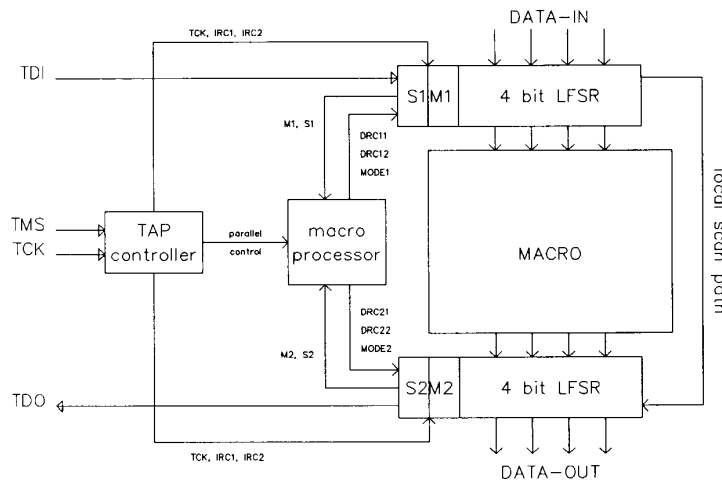 DATA-IN
TCK, IRC1, IRC2
TDI
S1 M1
4 bit LFSR
M1, S1
DRC11
DRC12
MODE1
local scan path
TMS
TCK
TAP
controller
parallel
control
macro
processor
MACRO
DRC21
DRC22
MODE2
M2, S2
S2 M2
4 bit LFSR
TDO
TCK, IRC1, IRC2
DATA-OUT